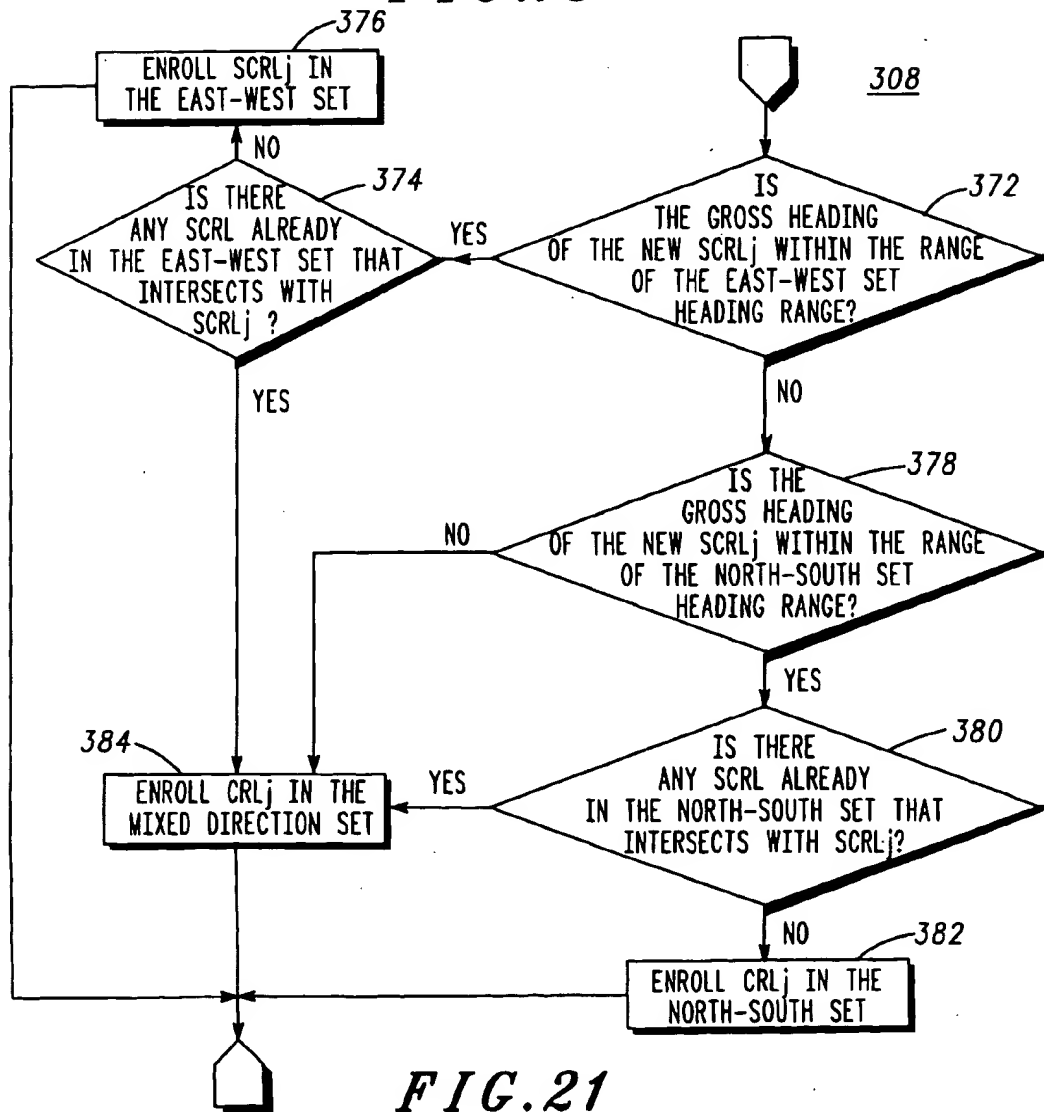 376
ENROLL SCRLj IN
THE EAST-WEST SET
308
NO
374
IS THERE
ANY SCRL ALREADY
IN THE EAST-WEST SET THAT
INTERSECTS WITH
SCRLj ?
YES
372
IS
THE GROSS HEADING
OF THE NEW SCRLj WITHIN THE RANGE
OF THE EAST-WEST SET
HEADING RANGE?
YES
NO
378
IS THE
GROSS HEADING
OF THE NEW SCRLj WITHIN THE RANGE
OF THE NORTH-SOUTH SET
HEADING RANGE?
NO
YES
384
ENROLL CRLj IN THE
MIXED DIRECTION SET
YES
380
IS THERE
ANY SCRL ALREADY
IN THE NORTH-SOUTH SET THAT
INTERSECTS WITH SCRLj?
NO
382
ENROLL CRLj IN THE
NORTH-SOUTH SET
FIG.21